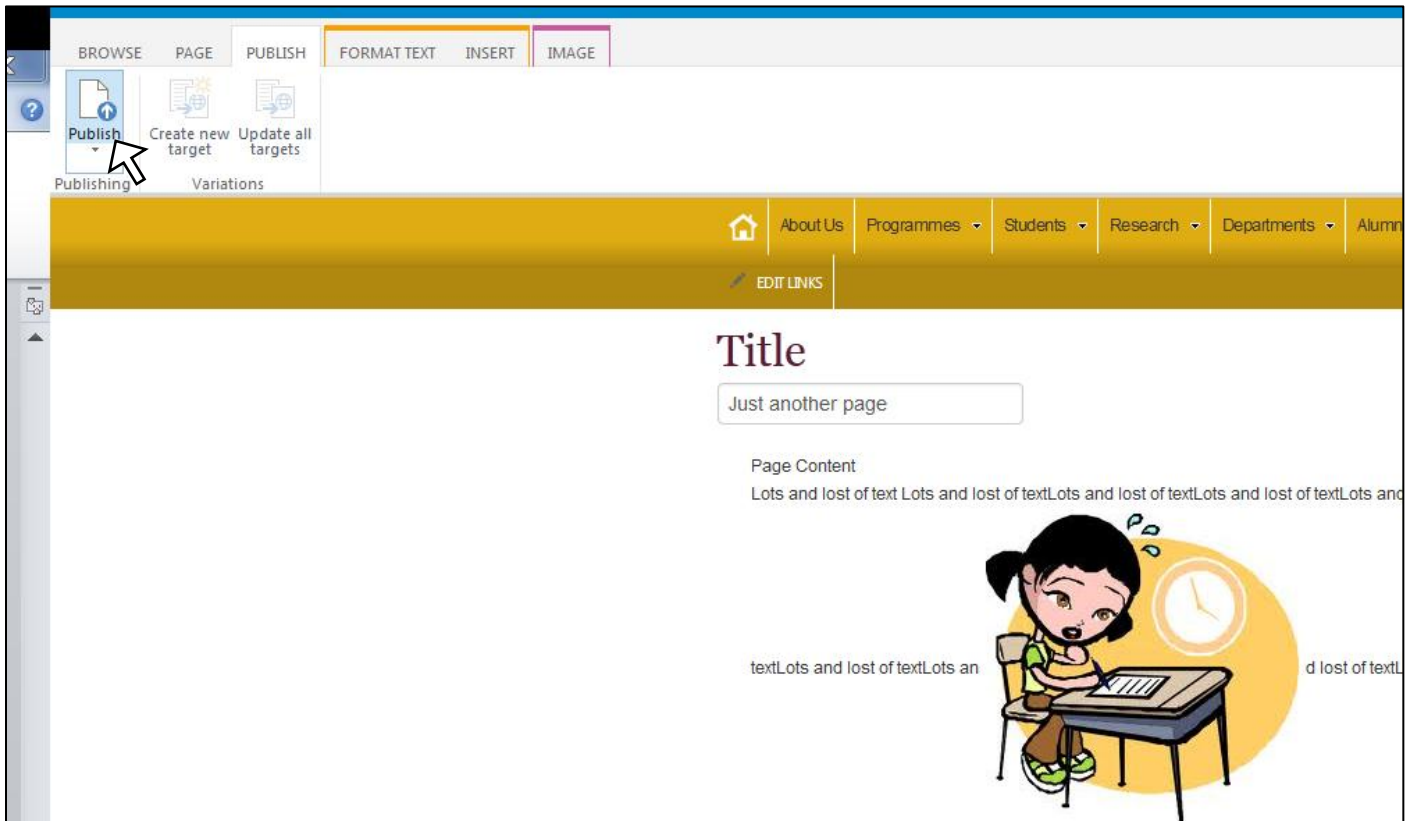 BROWSE PAGE PUBLISH FORMAT TEXT INSERT IMAGE
Publish Create new Update all
target targets
Publishing Variations
About Us Programmes Students Research Departments Alumn
EDIT LINKS
Title
Just another page
Page Content
Lots and lost of text Lots and lost of textLots and lost of textLots and lost of textLots and
textLots and lost of textLots an d lost of textL